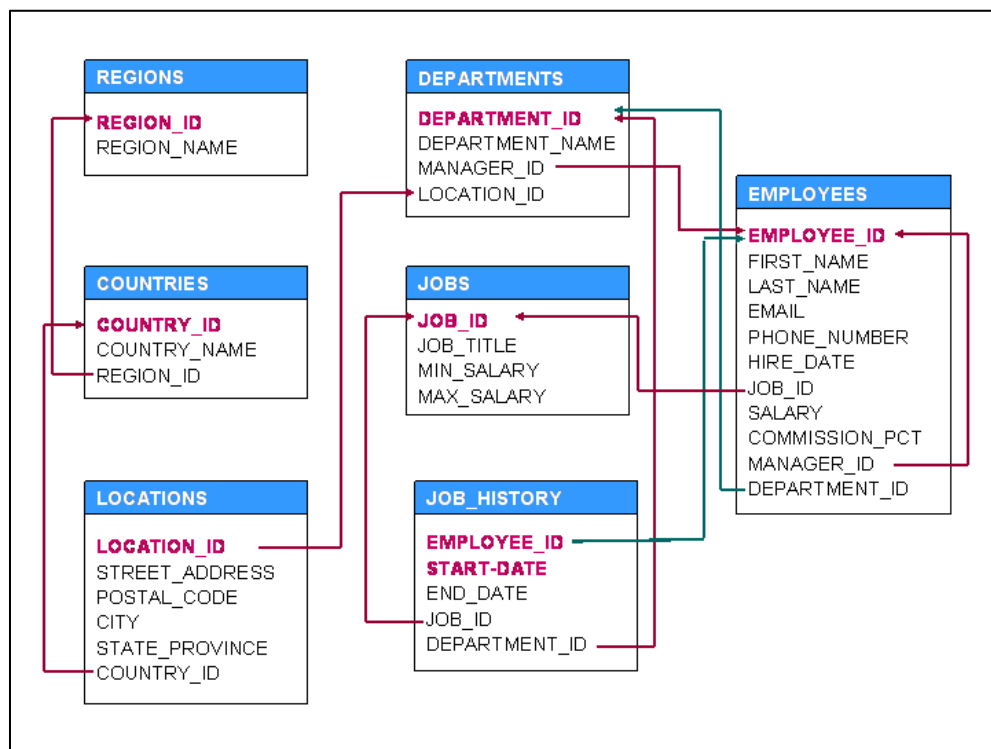 REGIONS
REGION_ID
REGION_NAME
COUNTRIES
COUNTRY_ID
COUNTRY_NAME
REGION_ID
LOCATIONS
LOCATION_ID
STREET_ADDRESS
POSTAL_CODE
CITY
STATE_PROVINCE
COUNTRY_ID
DEPARTMENTS
DEPARTMENT_ID
DEPARTMENT_NAME
MANAGER_ID
LOCATION_ID
JOBS
JOB_ID
JOB_TITLE
MIN_SALARY
MAX_SALARY
JOB_HISTORY
EMPLOYEE_ID
START-DATE
END_DATE
JOB_ID
DEPARTMENT_ID
EMPLOYEES
EMPLOYEE_ID
FIRST_NAME
LAST_NAME
EMAIL
PHONE_NUMBER
HIRE_DATE
JOB_ID
SALARY
COMMISSION_PCT
MANAGER_ID
DEPARTMENT_ID